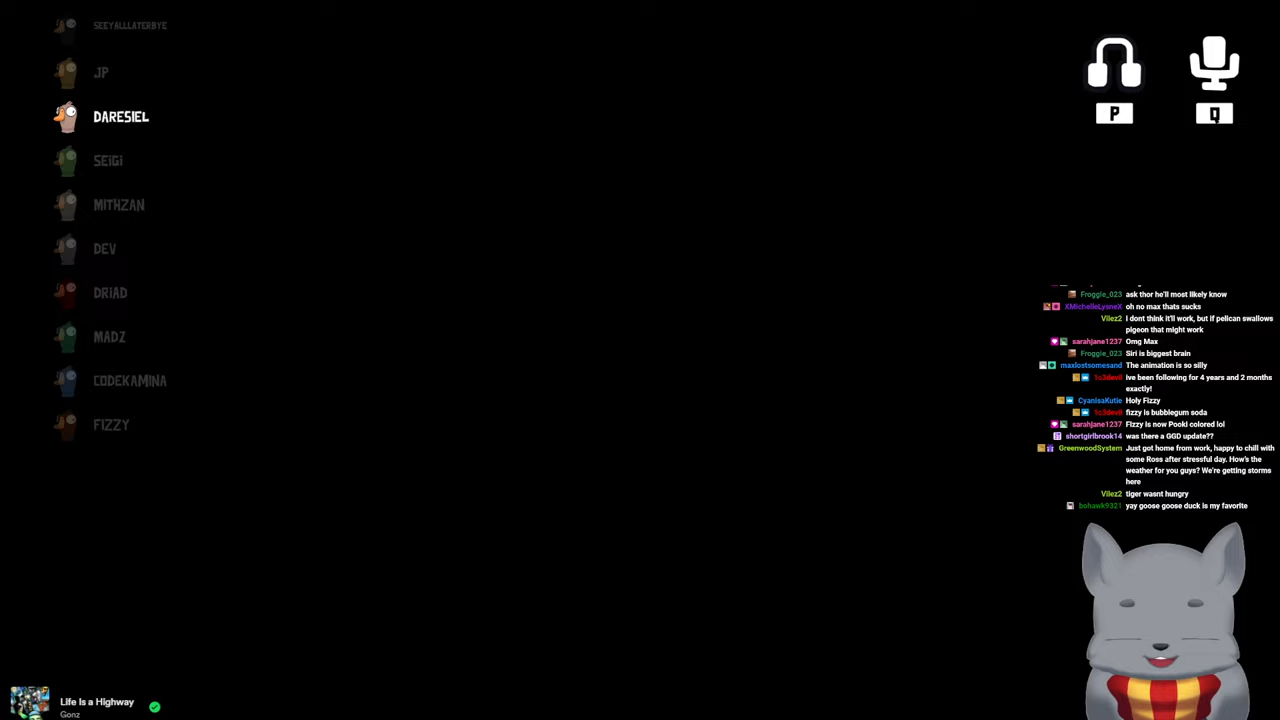 SEEYALLLATERBYE
JP
DARESIEL
SEIGI
MITHZAN
DEV
DRIAD
MADZ
CODEKAMINA
FIZZY
P
Q
Froggie_023 ask thor he'll most likely know
XMichelleLysneX oh no max thats sucks
Vilez2 I dont think it'll work, but if pelican swallows
pigeon that might work
sarahjane1237 Omg Max
Froggie_023 Siri is biggest brain
maxlostsomesand The animation is so silly
1c3devil Ive been following for 4 years and 2 months
exactly!
CyanisaKutie Holy Fizzy
1c3devil fizzy is bubblegum soda
sarahjane1237 FIzzy Is now Pooki colored lol
shortgirlbrook14 was there a GGD update??
GreenwoodSystem Just got home from work, happy to chill with
some Ross after stressful day. How's the
weather for you guys? We're getting storms
here
Vilez2 tiger wasnt hungry
bohawk9321 yay goose goose duck is my favorite
Life Is a Highway
Gonz